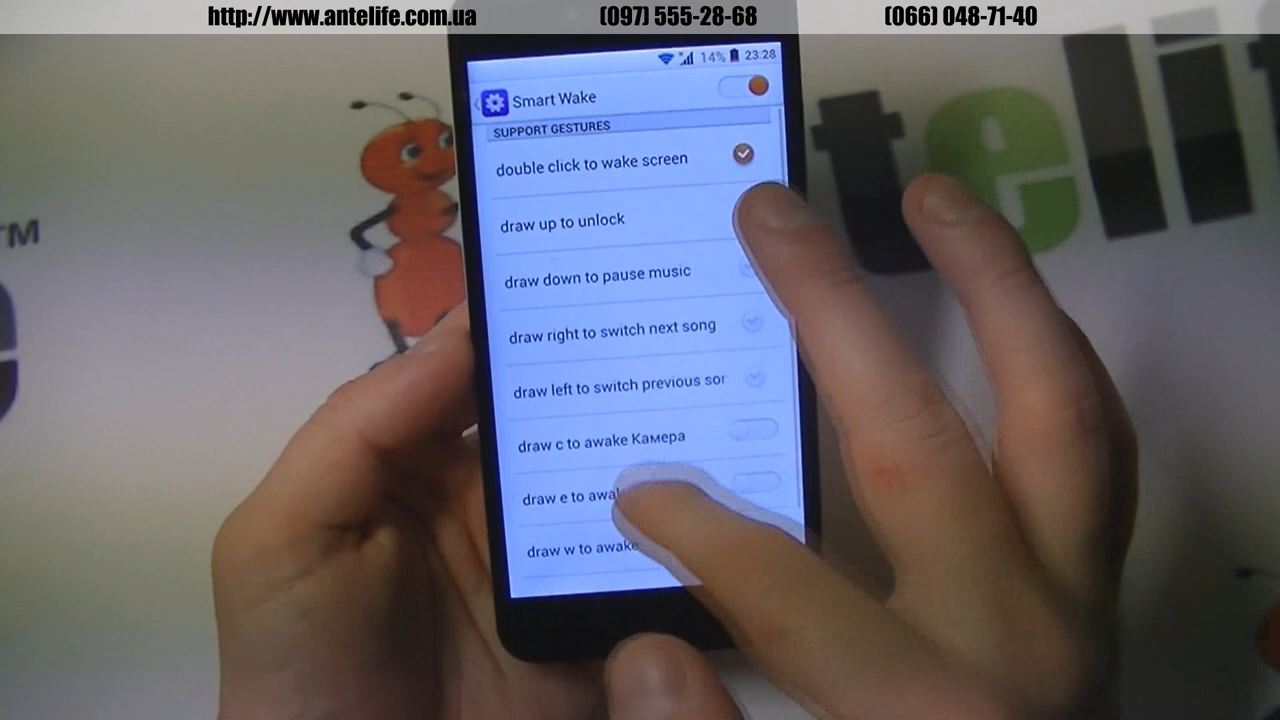 http://www.antelife.com.ua (097) 555-28-68 (066) 048-71-40
14% 23:28
Smart Wake
SUPPORT GESTURES
double click to wake screen
draw up to unlock
draw down to pause music
draw right to switch next song
draw left to switch previous sor
draw c to awake Камера
draw e to awa
draw w to awake
TM
teli